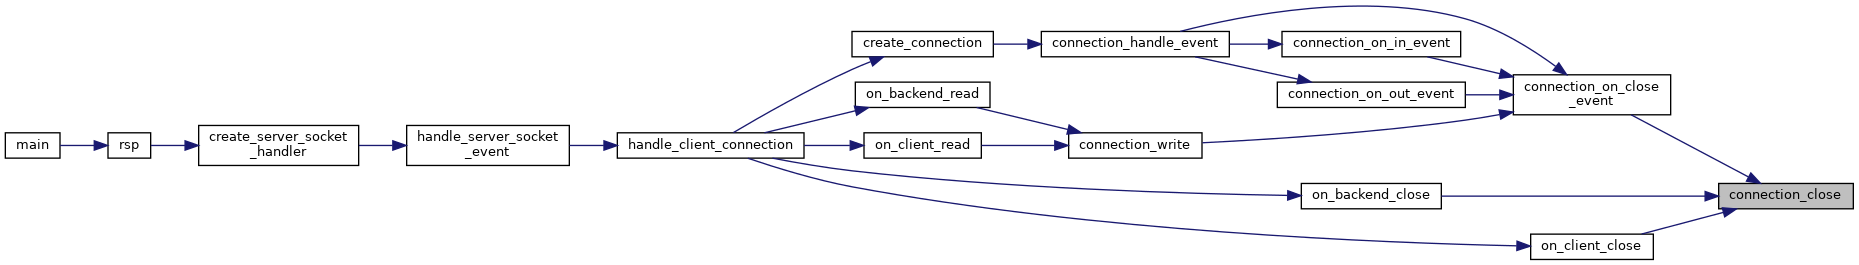 main
rsp
create_server_socket
_handler
handle_server_socket
_event
handle_client_connection
create_connection
on_backend_read
on_client_read
connection_handle_event
connection_write
connection_on_in_event
connection_on_out_event
on_backend_close
connection_on_close
_event
on_client_close
connection_close